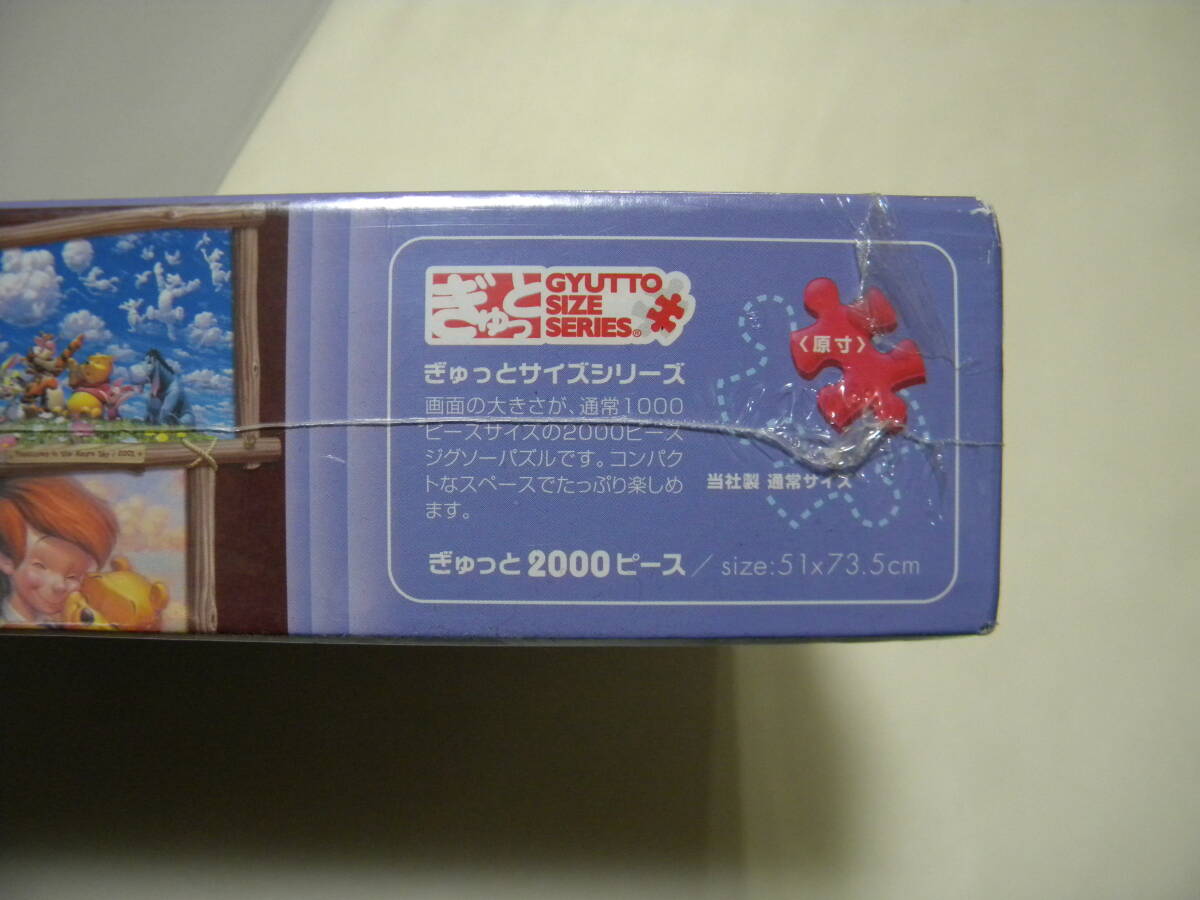 ぎゅっと
GYUTTO
SIZE
SERIES®
ぎゅっとサイズシリーズ
画面の大きさが、通常1000
ピースサイズの2000ピース
ジグソーパズルです。コンパク
トなスペースでたっぷり楽しめ
ます。
〈原寸〉
当社製 通常サイズ
ぎゅっと2000ピース／size:51x73.5cm